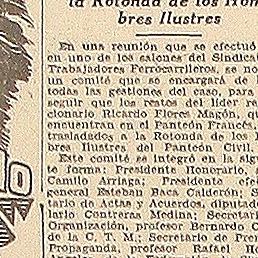 la Rotonda de los Hom
bres Ilustres
En una reunión que se efectuó
en uno de los salones del Sindicat
Trabajadores Ferrocarrileros, se no
un comité que se encargará de l
todas las gestiones del caso, para
seguir que los restos del líder re
cionario Ricardo Flores Magón, qu
encuentran en el Panteón Francés,
trasladados a la Rotonda de los H
bres Ilustres del Panteón Civil.
Este comité se integró en la sigu
te forma: Presidente Honorario, s
Camilo Arriaga; Presidente efe
general Esteban Baca Calderón; S
tario de Actas y Acuerdos, diputad
lario Contreras Medina; Secretari
Organización, profesor Bernardo C
de la C. T. M.; Secretario de Pren
Propaganda, profesor Rafael Ho